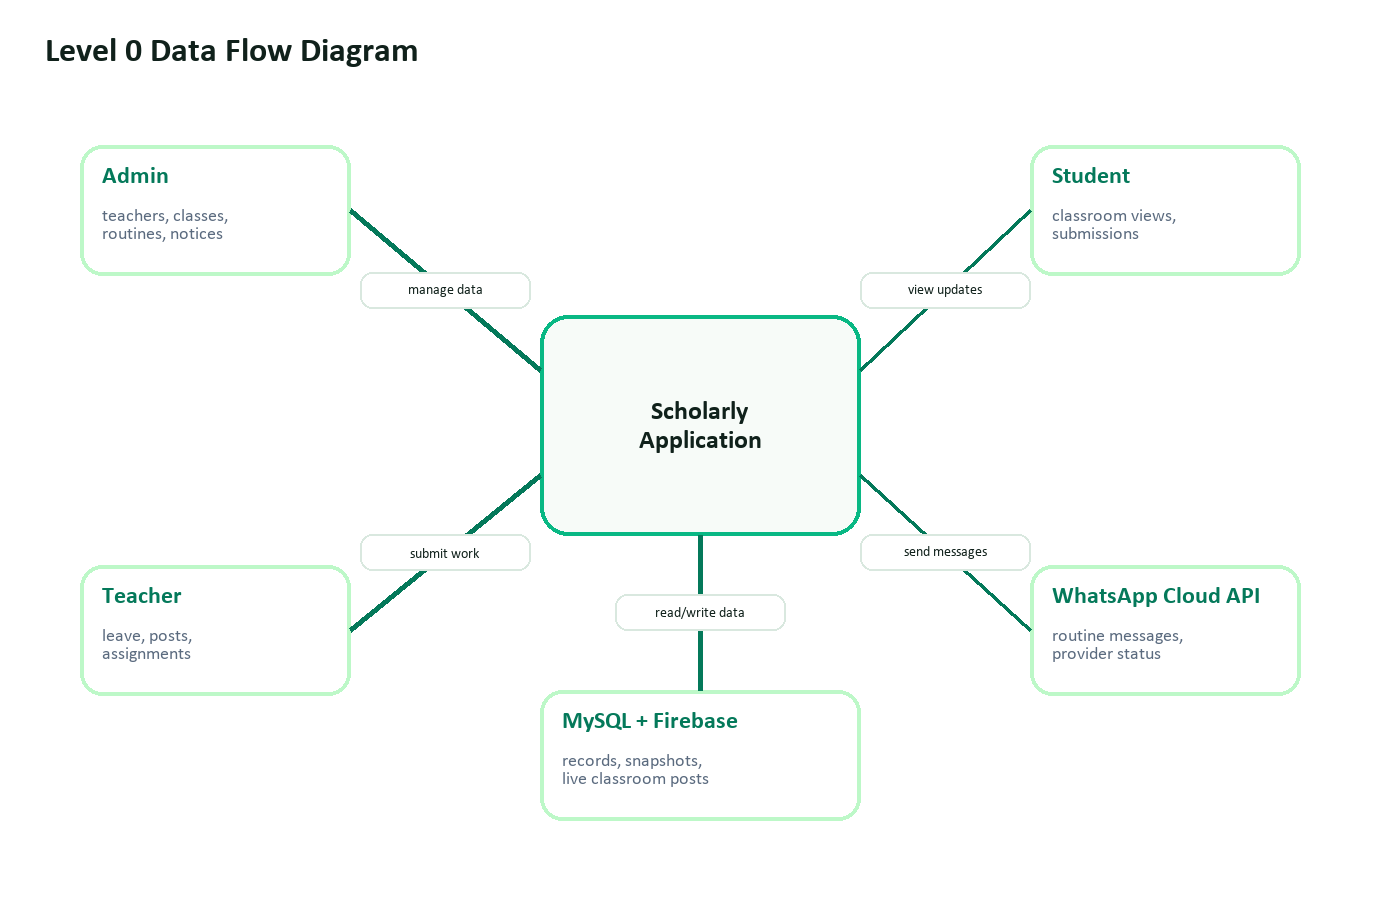 Level 0 Data Flow Diagram
Admin
teachers, classes,
routines, notices
Student
classroom views,
submissions
manage data
view updates
Scholarly
Application
submit work
send messages
Teacher
leave, posts,
assignments
WhatsApp Cloud API
routine messages,
provider status
read/write data
MySQL + Firebase
records, snapshots,
live classroom posts